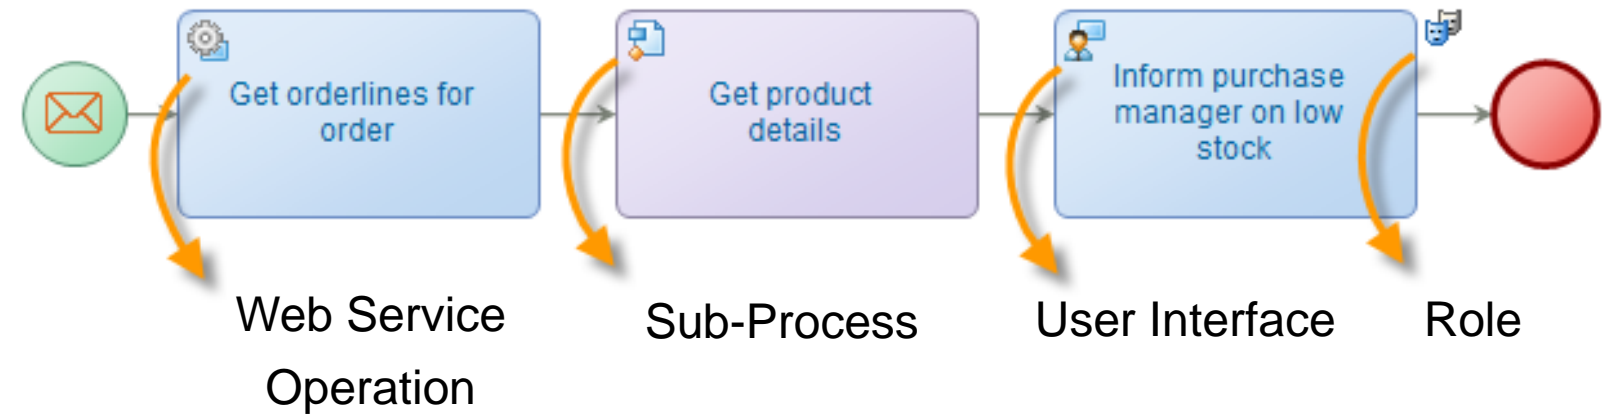 Get orderlines for
order
Get product
details
Inform purchase
manager on low
stock
Web Service
Operation
Sub-Process
User Interface
Role